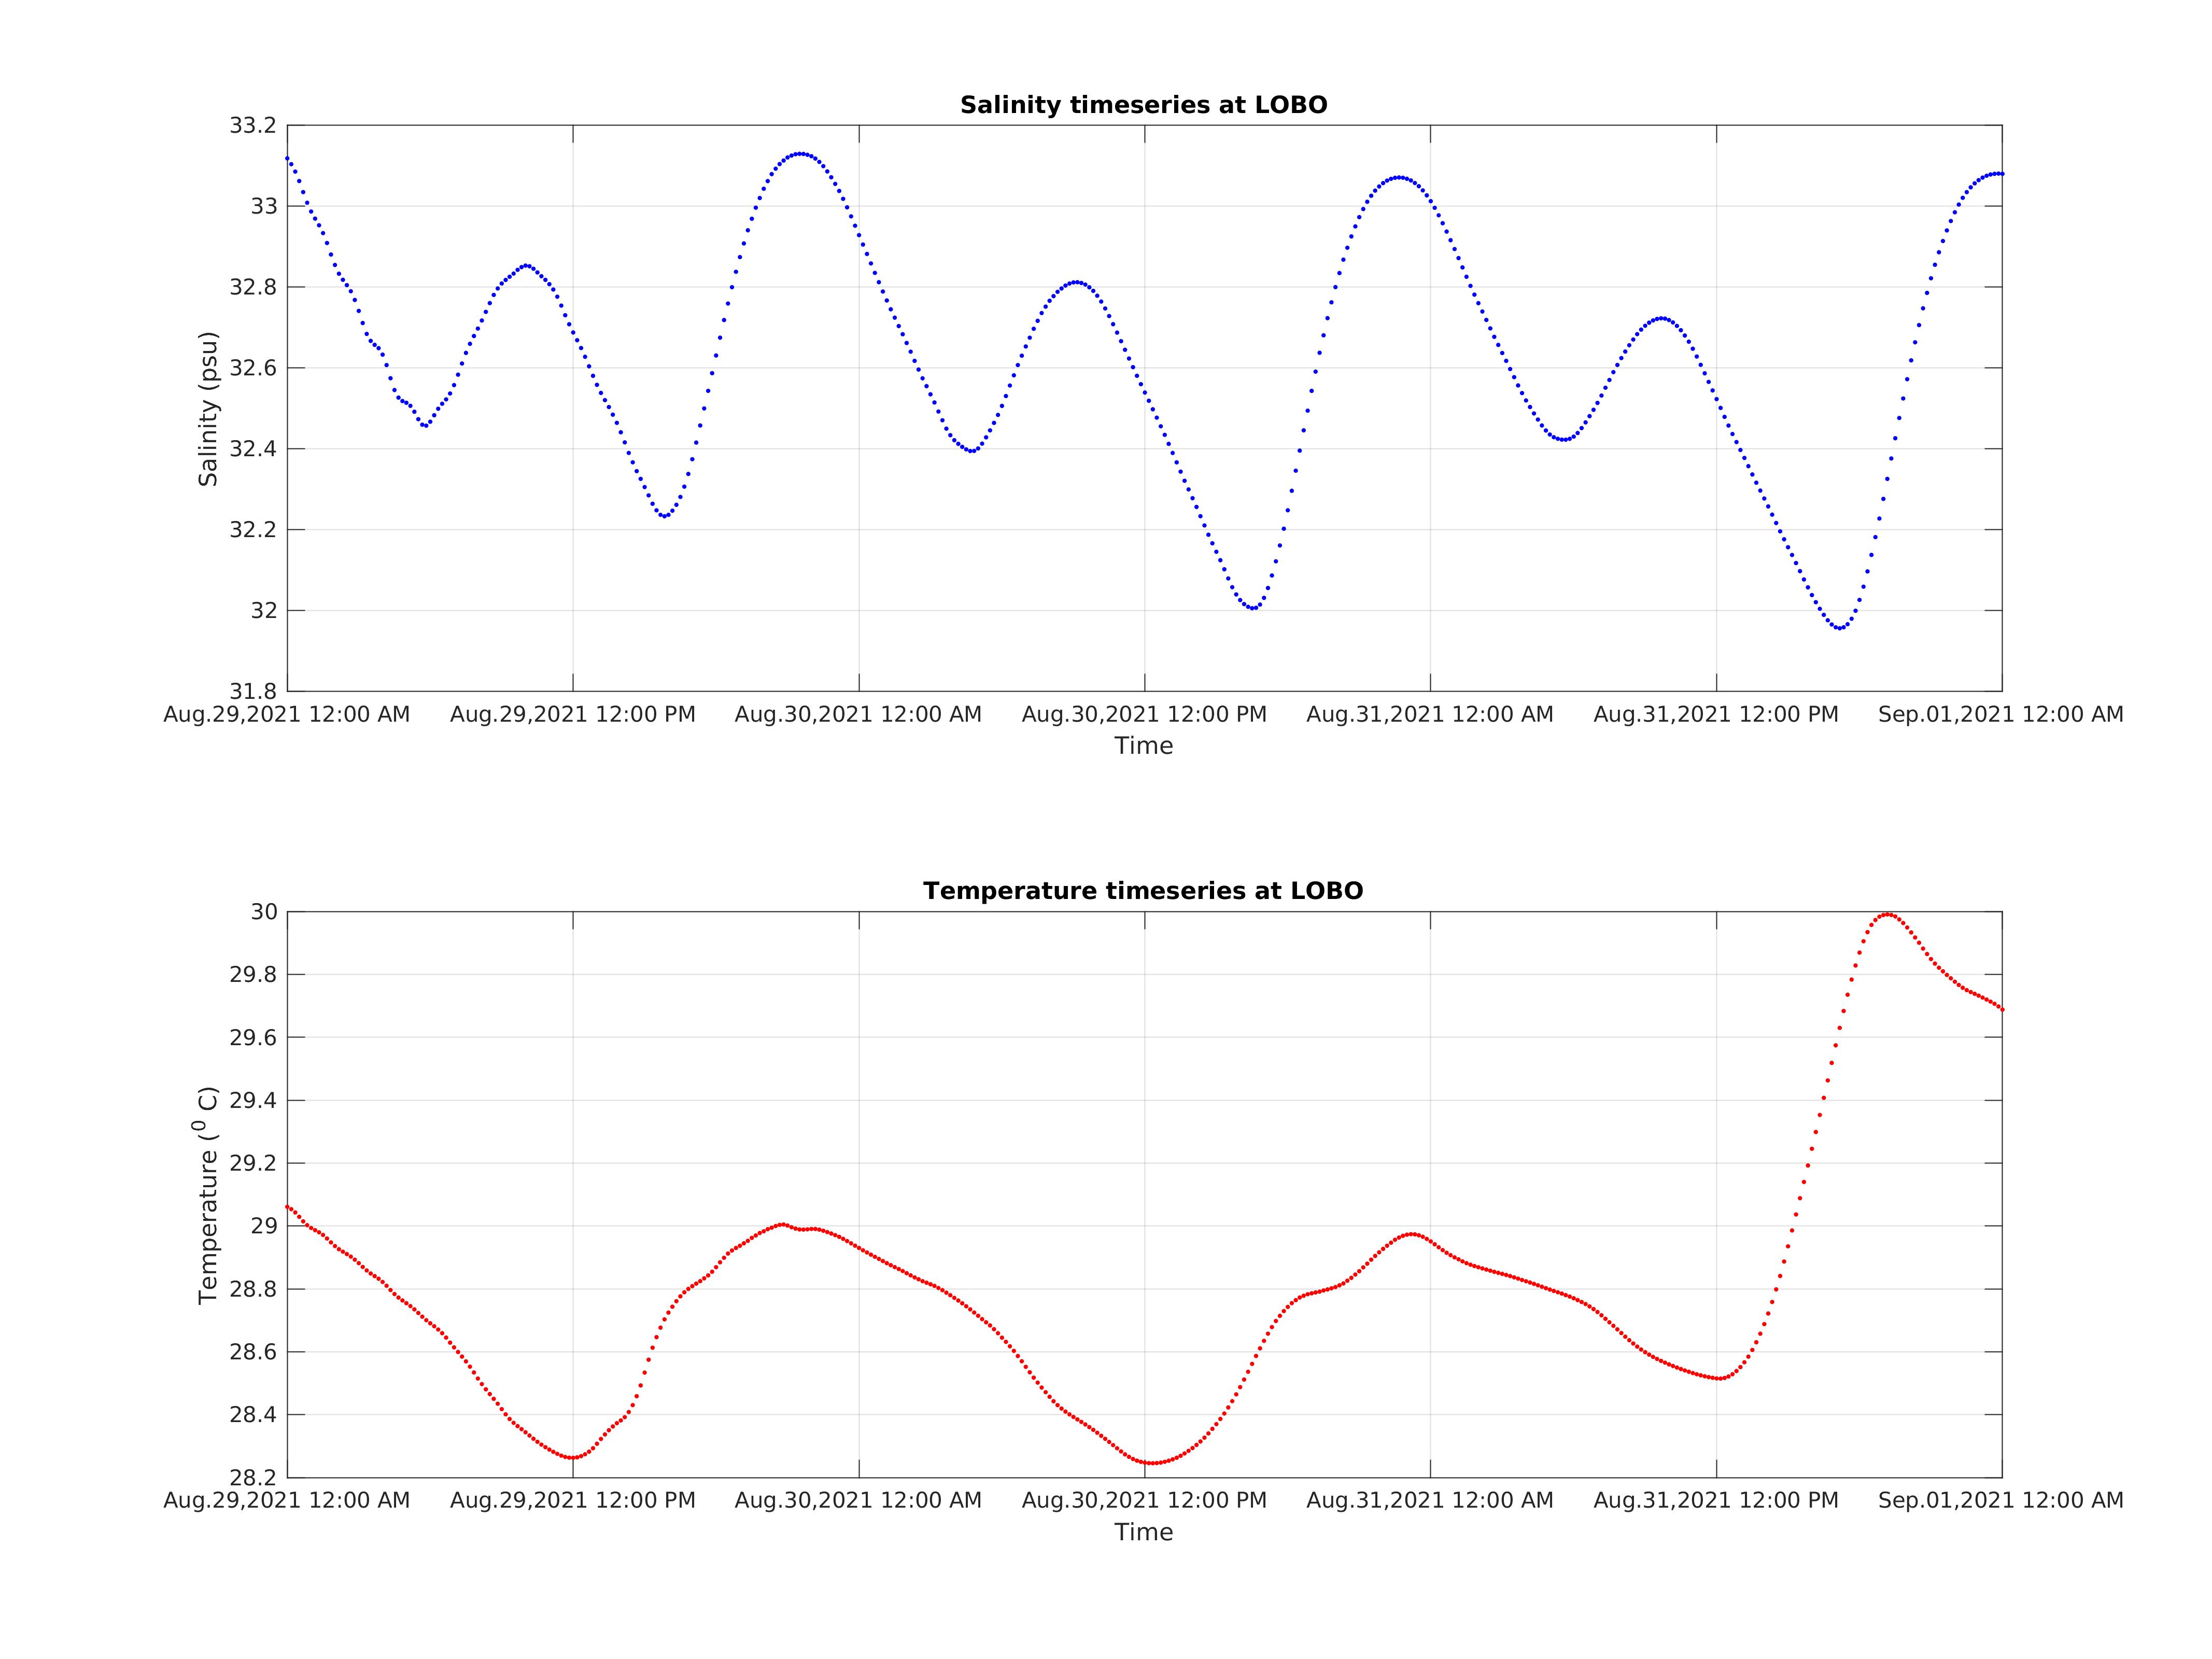 Salinity timeseries at LOBO
33.2
33
32.8
32.6
32.4
32.2
32
31.8
Salinity (psu)
Aug.29,2021 12:00 AM Aug.29,2021 12:00 PM Aug.30,2021 12:00 AM Aug.30,2021 12:00 PM Aug.31,2021 12:00 AM Aug.31,2021 12:00 PM Sep.01,2021 12:00 AM
Time
Temperature timeseries at LOBO
30
29.8
29.6
29.4
29.2
29
28.8
28.6
28.4
28.2
Temperature (⁰ C)
Aug.29,2021 12:00 AM Aug.29,2021 12:00 PM Aug.30,2021 12:00 AM Aug.30,2021 12:00 PM Aug.31,2021 12:00 AM Aug.31,2021 12:00 PM Sep.01,2021 12:00 AM
Time